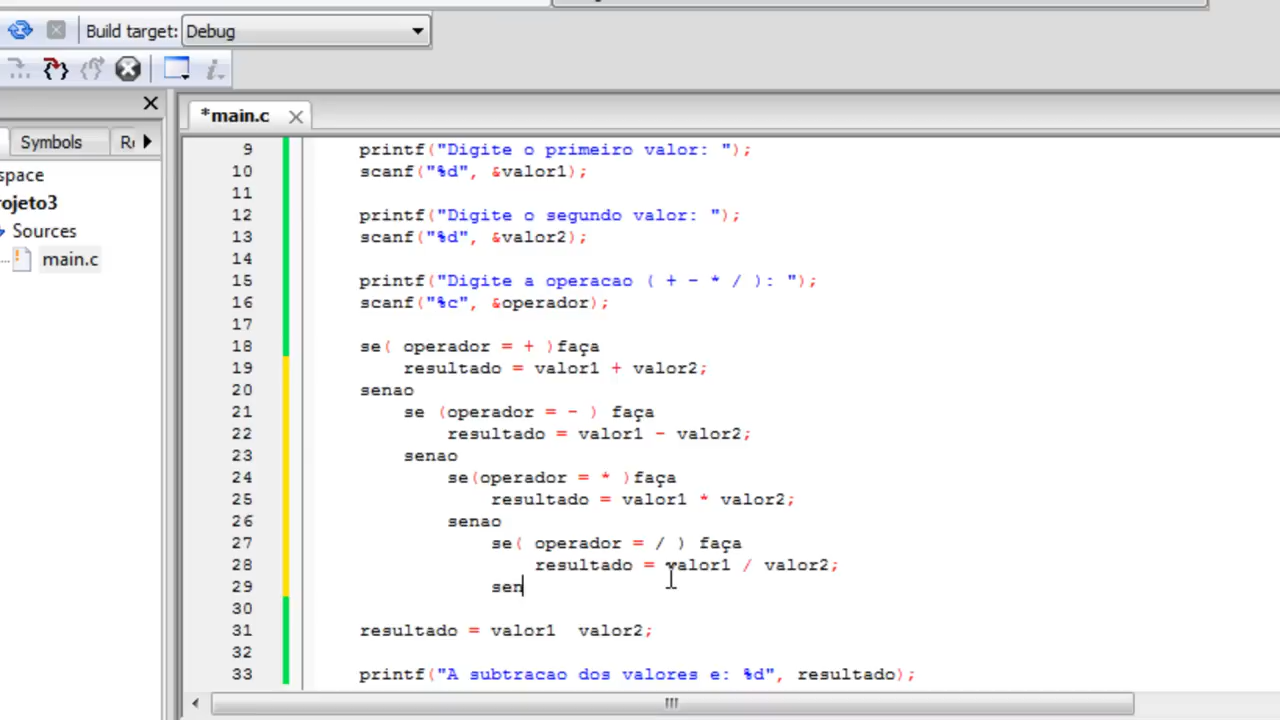 Build target: Debug
*main.c
Symbols
space
rojeto3
Sources
main.c
9 printf("Digite o primeiro valor: ");
10 scanf("%d", &valor1);
11
12 printf("Digite o segundo valor: ");
13 scanf("%d", &valor2);
14
15 printf("Digite a operacao ( + - * / ): ");
16 scanf("%c", &operador);
17
18 se( operador = + )faça
19 resultado = valor1 + valor2;
20 senao
21 se (operador = - ) faça
22 resultado = valor1 - valor2;
23 senao
24 se(operador = * )faça
25 resultado = valor1 * valor2;
26 senao
27 se( operador = / ) faça
28 resultado = valor1 / valor2;
29 sen
30
31 resultado = valor1  valor2;
32
33 printf("A subtracao dos valores e: %d", resultado);